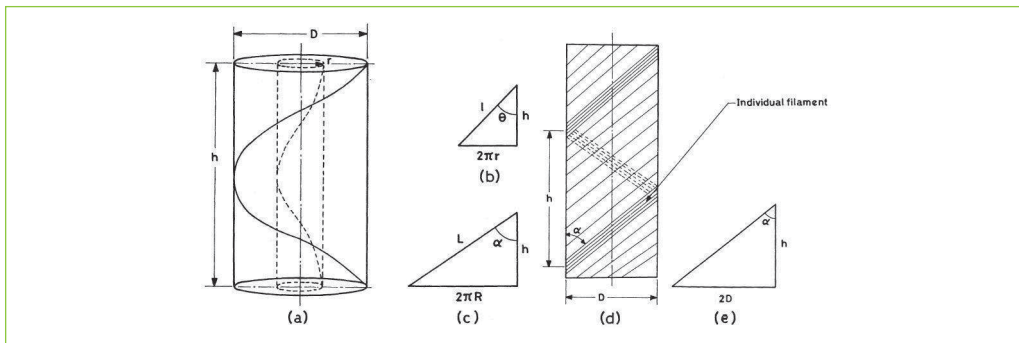 D
r
h
(a)
l
θ
h
2πr
(b)
L
α
h
2πR
(c)
Individual filament
h
α
D
(d)
α
h
2D
(e)